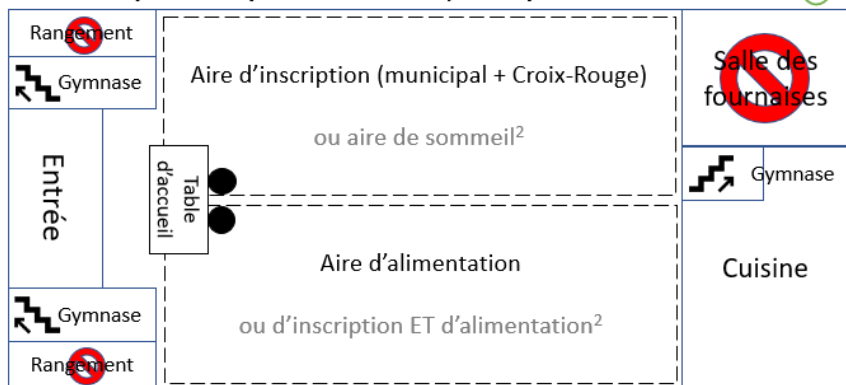 Rangement
Gymnase
Entrée
Gymnase
Rangement
Table
d'accueil
Aire d'inscription (municipal + Croix-Rouge)
ou aire de sommeil²
Aire d'alimentation
ou d'inscription ET d'alimentation²
Salle des
fournaises
Gymnase
Cuisine